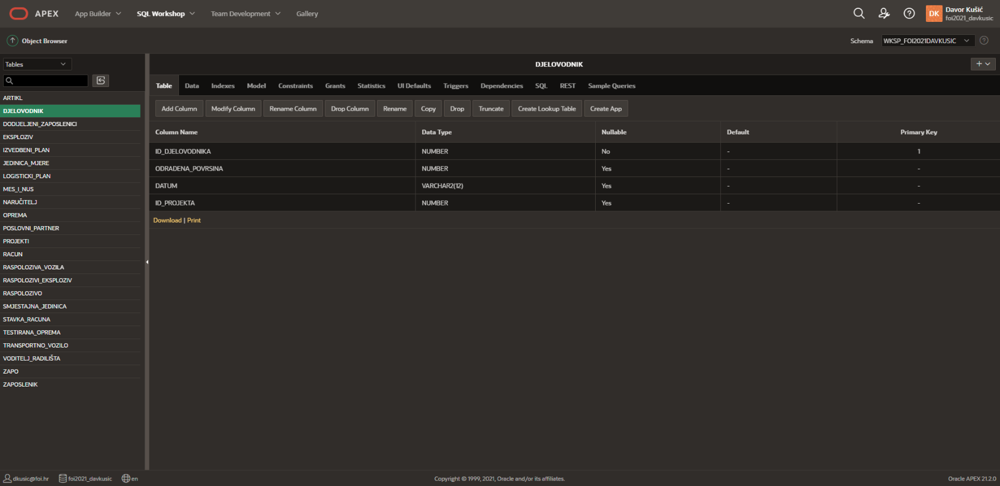 APEX App Builder SQL Workshop Team Development Gallery DK Davor Kušić
foi2021_davkusic
Object Browser Schema WKSP_FOI2021DAVKUSIC
Tables DJELOVODNIK
Table Data Indexes Model Constraints Grants Statistics UI Defaults Triggers Dependencies SQL REST Sample Queries
Add Column Modify Column Rename Column Drop Column Rename Copy Drop Truncate Create Lookup Table Create App
Column Name Data Type Nullable Default Primary Key
ID_DJELOVODNIKA NUMBER No - 1
ODRADENA_POVRSINA NUMBER Yes - -
DATUM VARCHAR2(12) Yes - -
ID_PROJEKTA NUMBER Yes - -
Download | Print
ARTIKL
DJELOVODNIK
DODIJELJENI_ZAPOSLENICI
EKSPLOZIV
IZVEDBENI_PLAN
JEDINICA_MJERE
LOGISTICKI_PLAN
MES_I_NUS
NARUČITELJ
OPREMA
POSLOVNI_PARTNER
PROJEKTI
RACUN
RASPOLOZIVA_VOZILA
RASPOLOZIVI_EKSPLOZIV
RASPOLOZIVO
SMJESTAJNA_JEDINICA
STAVKA_RACUNA
TESTIRANA_OPREMA
TRANSPORTNO_VOZILO
VODITELJ_RADILIŠTA
ZAPO
ZAPOSLENIK
dkusic@foi.hr foi2021_davkusic en Copyright © 1999, 2021, Oracle and/or its affiliates. Oracle APEX 21.2.0